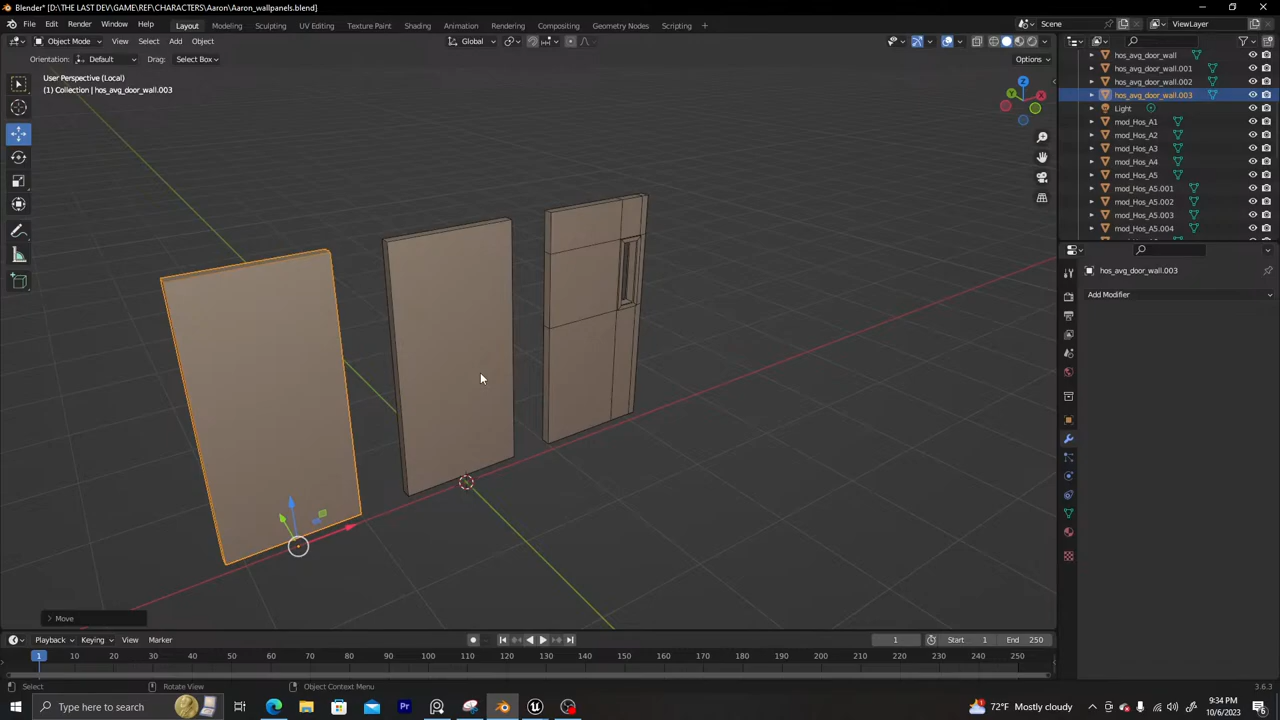 Blender* [D:\THE LAST DEV\GAME\REF\CHARACTERS\Aaron\Aaron_wallpanels.blend]
File Edit Render Window Help Layout Modeling Sculpting UV Editing Texture Paint Shading Animation Rendering Compositing Geometry Nodes Scripting + Scene ViewLayer
Object Mode View Select Add Object Global
Orientation: Default Drag: Select Box Options
User Perspective (Local)
(1) Collection | hos_avg_door_wall.003
Z
Y
X
hos_avg_door_wall
hos_avg_door_wall.001
hos_avg_door_wall.002
hos_avg_door_wall.003
Light
mod_Hos_A1
mod_Hos_A2
mod_Hos_A3
mod_Hos_A4
mod_Hos_A5
mod_Hos_A5.001
mod_Hos_A5.002
mod_Hos_A5.003
mod_Hos_A5.004
hos_avg_door_wall.003
Add Modifier
> Move
Playback Keying View Marker 1 Start 1 End 250
1 10 20 30 40 50 60 70 80 90 100 110 120 130 140 150 160 170 180 190 200 210 220 230 240 250
Select Rotate View Object Context Menu 3.6.3
Type here to search Pr 72°F Mostly cloudy 9:34 PM
10/6/2023